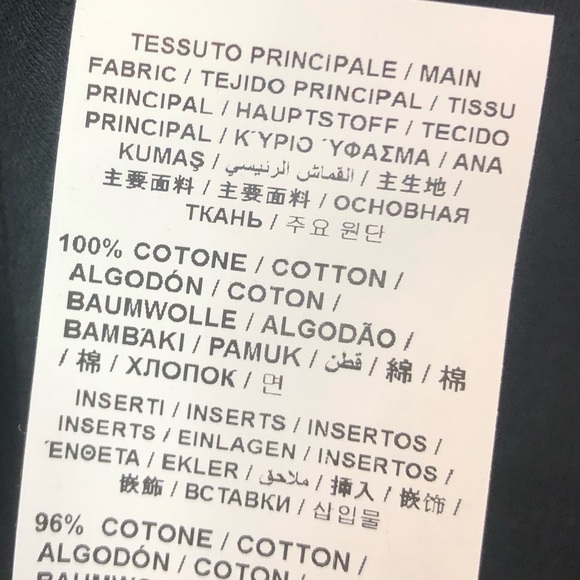 TESSUTO PRINCIPALE / MAIN
FABRIC / TEJIDO PRINCIPAL / TISSU
PRINCIPAL / HAUPTSTOFF / TECIDO
PRINCIPAL / ΚΎΡΙΟ ΎΦΑΣΜΑ / ANA
KUMAŞ / القماش الرئيسي / 主生地 /
主要面料 / 主要面料 / ОСНОВНАЯ
ТКАНЬ / 주요 원단
100% COTONE / COTTON /
ALGODÓN / COTON /
BAUMWOLLE / ALGODÃO /
ΒΑΜΒΆΚΙ / PAMUK / قطن / 綿 / 棉
/ 棉 / ХЛОПОК / 면
INSERTI / INSERTS / INSERTOS /
INSERTS / EINLAGEN / INSERTOS /
ΈΝΘΕΤΑ / EKLER / ملاحق / 挿入 / 嵌饰 /
嵌飾 / ВСТАВКИ / 삽입물
96% COTONE / COTTON /
ALGODÓN / COTON /
BAUMWOLLE